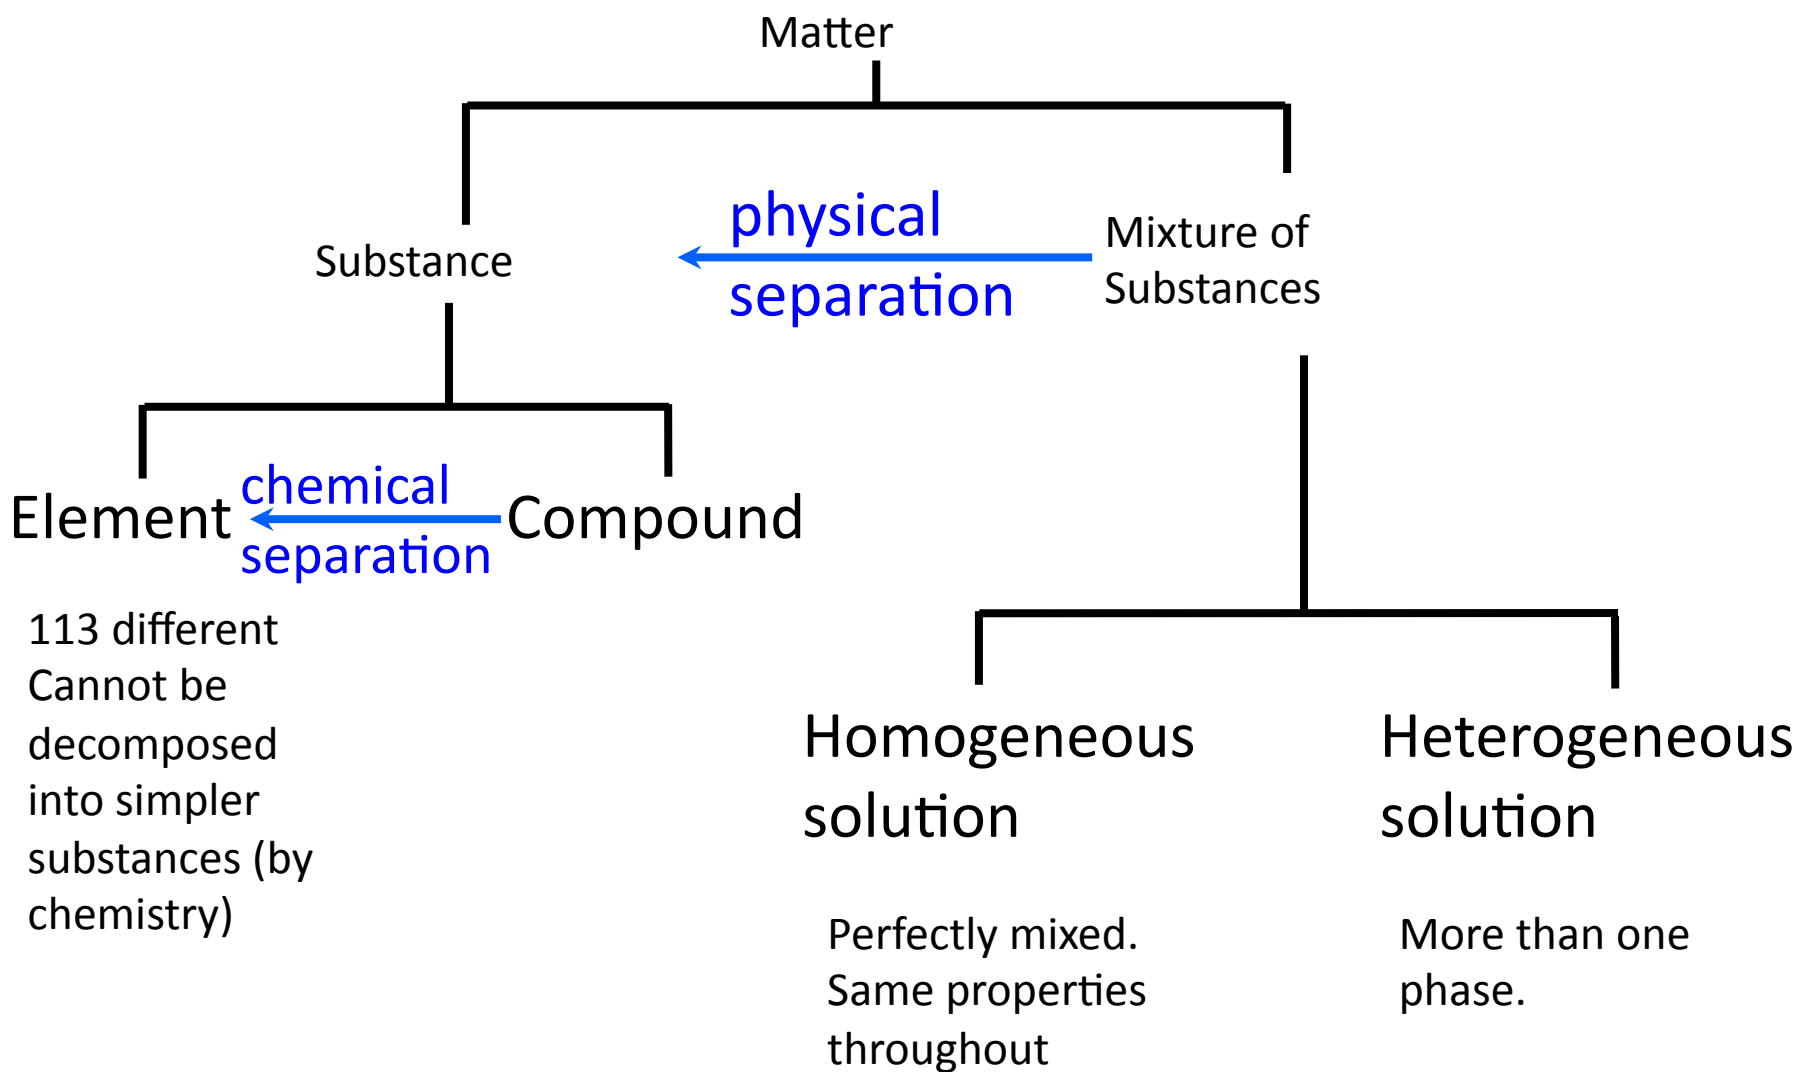 Matter
Substance
physical
separation
Mixture of
Substances
Element
chemical
separation
Compound
113 different
Cannot be
decomposed
into simpler
substances (by
chemistry)
Homogeneous
solution
Perfectly mixed.
Same properties
throughout
Heterogeneous
solution
More than one
phase.